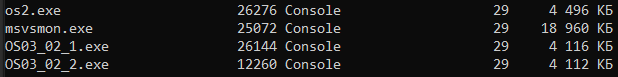 os2.exe 26276 Console 29 4 496 КБ
msvsmon.exe 25072 Console 29 18 960 КБ
OS03_02_1.exe 26144 Console 29 4 116 КБ
OS03_02_2.exe 12260 Console 29 4 112 КБ